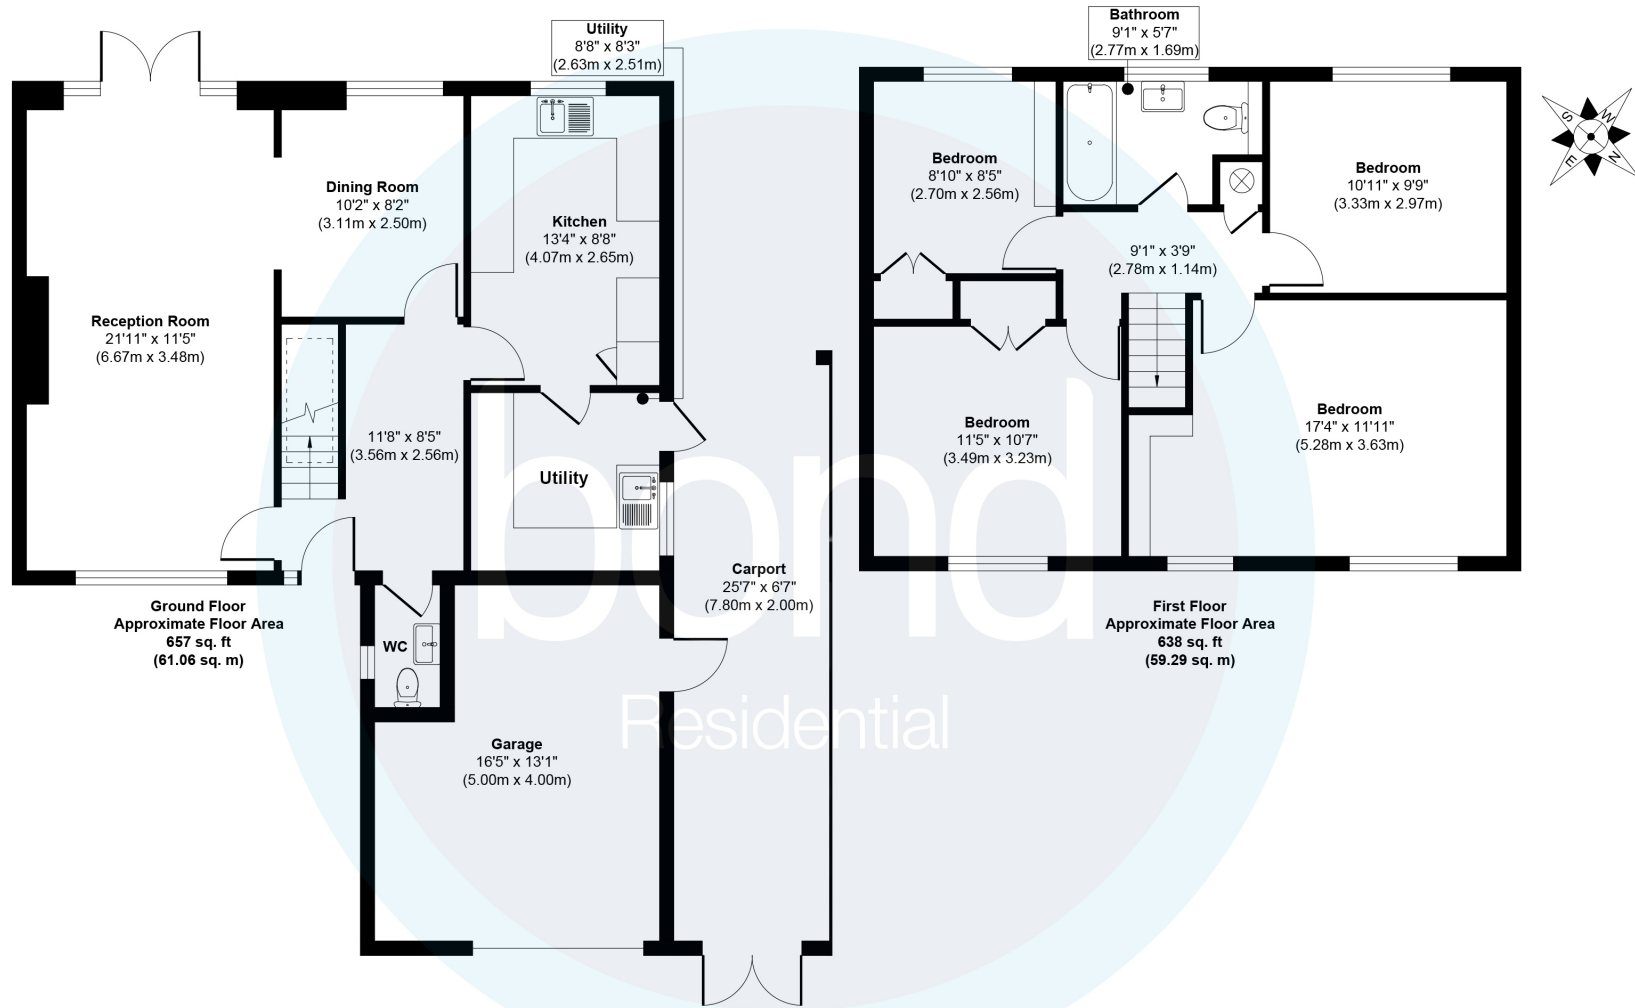 Utility
8'8" x 8'3"
(2.63m x 2.51m)
Dining Room
10'2" x 8'2"
(3.11m x 2.50m)
Kitchen
13'4" x 8'8"
(4.07m x 2.65m)
Reception Room
21'11" x 11'5"
(6.67m x 3.48m)
11'8" x 8'5"
(3.56m x 2.56m)
Utility
Carport
25'7" x 6'7"
(7.80m x 2.00m)
WC
Garage
16'5" x 13'1"
(5.00m x 4.00m)
Ground Floor
Approximate Floor Area
657 sq. ft
(61.06 sq. m)
Bathroom
9'1" x 5'7"
(2.77m x 1.69m)
Bedroom
8'10" x 8'5"
(2.70m x 2.56m)
Bedroom
10'11" x 9'9"
(3.33m x 2.97m)
9'1" x 3'9"
(2.78m x 1.14m)
Bedroom
11'5" x 10'7"
(3.49m x 3.23m)
Bedroom
17'4" x 11'11"
(5.28m x 3.63m)
First Floor
Approximate Floor Area
638 sq. ft
(59.29 sq. m)
S W
E N
bond
Residential